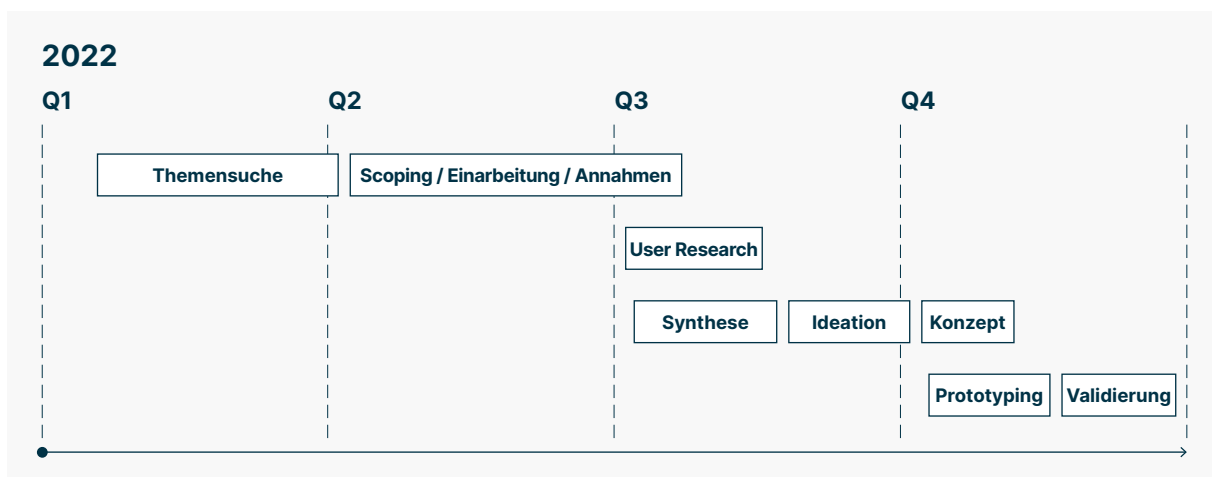 2022
Q1 Q2 Q3 Q4
Themensuche Scoping / Einarbeitung / Annahmen
User Research
Synthese Ideation Konzept
Prototyping Validierung